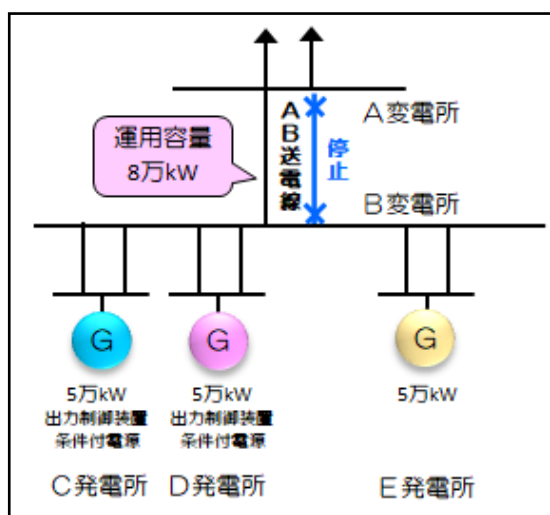 運用容量
8万kW
AB送電線
停止
A変電所
B変電所
G
G
G
5万kW
出力制御装置
条件付電源
5万kW
出力制御装置
条件付電源
5万kW
C発電所
D発電所
E発電所